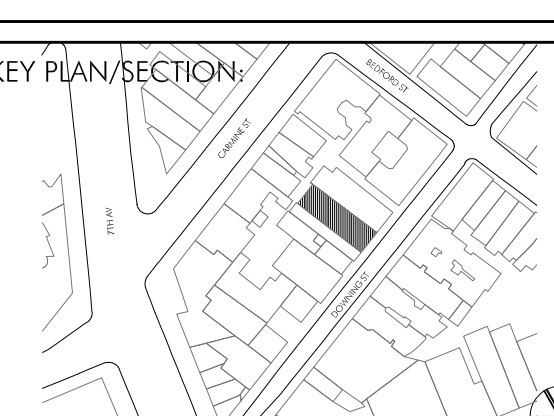 KEY PLAN/SECTION:
BEDFORD ST
CARMINE ST
7TH AV
DOWNING ST